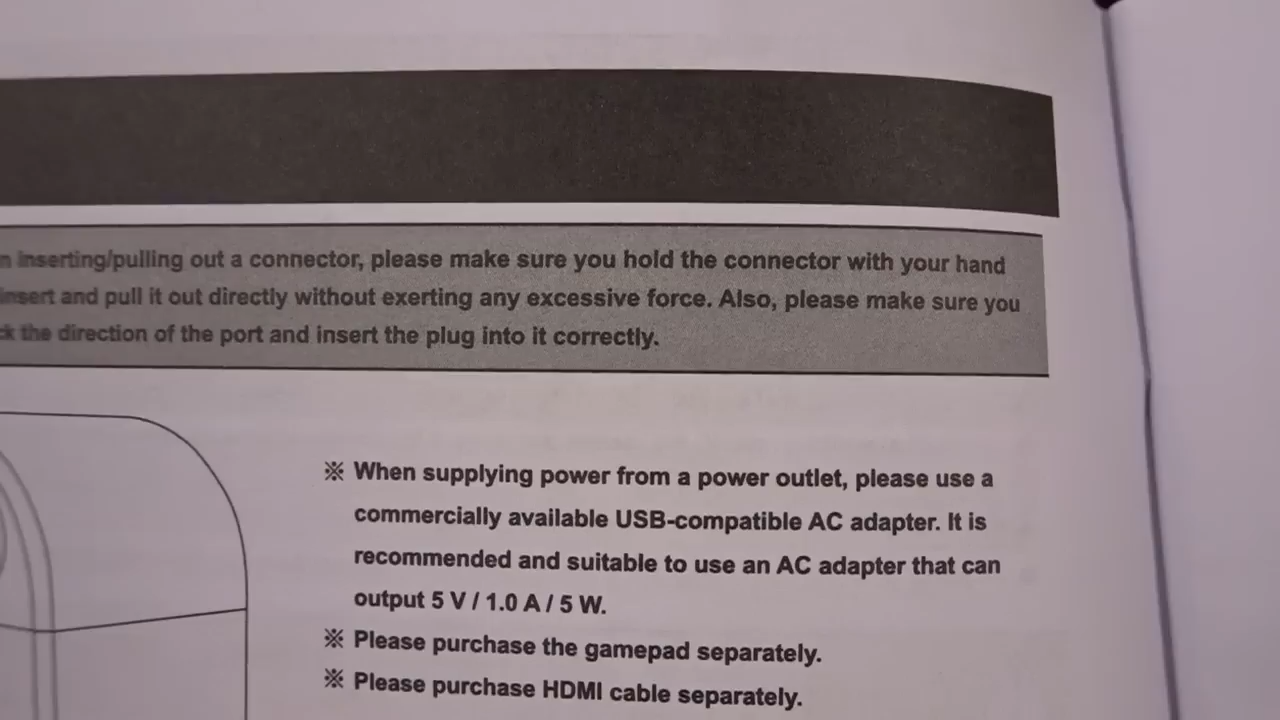 inserting/pulling out a connector, please make sure you hold the connector with your hand
insert and pull it out directly without exerting any excessive force. Also, please make sure you
the direction of the port and insert the plug into it correctly.
※ When supplying power from a power outlet, please use a
commercially available USB-compatible AC adapter. It is
recommended and suitable to use an AC adapter that can
output 5 V / 1.0 A / 5 W.
※ Please purchase the gamepad separately.
※ Please purchase HDMI cable separately.